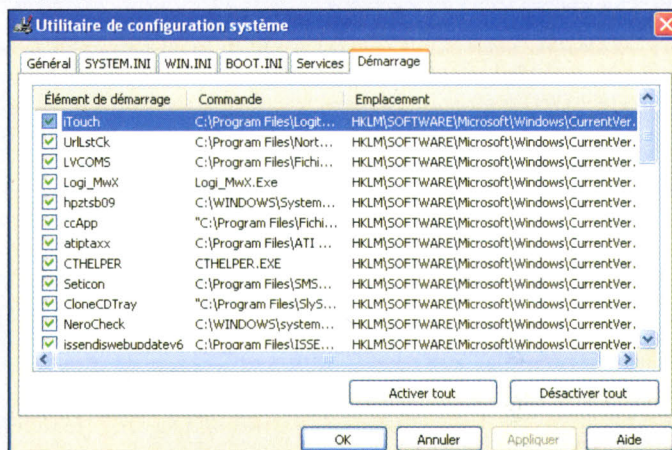 Utilitaire de configuration système
Général SYSTEM.INI WIN.INI BOOT.INI Services Démarrage
Élément de démarrage Commande Emplacement
iTouch C:\Program Files\Logit... HKLM\SOFTWARE\Microsoft\Windows\CurrentVer.
UrlLstCk C:\Program Files\Nort... HKLM\SOFTWARE\Microsoft\Windows\CurrentVer.
LVCOMS C:\Program Files\Fichi... HKLM\SOFTWARE\Microsoft\Windows\CurrentVer.
Logi_MwX Logi_MwX.Exe HKLM\SOFTWARE\Microsoft\Windows\CurrentVer.
hpztsb09 C:\WINDOWS\System... HKLM\SOFTWARE\Microsoft\Windows\CurrentVer.
ccApp "C:\Program Files\Fichi... HKLM\SOFTWARE\Microsoft\Windows\CurrentVer.
atiptaxx C:\Program Files\ATI ... HKLM\SOFTWARE\Microsoft\Windows\CurrentVer.
CTHELPER CTHELPER.EXE HKLM\SOFTWARE\Microsoft\Windows\CurrentVer.
Seticon C:\Program Files\SMS... HKLM\SOFTWARE\Microsoft\Windows\CurrentVer.
CloneCDTray "C:\Program Files\SlyS... HKLM\SOFTWARE\Microsoft\Windows\CurrentVer.
NeroCheck C:\WINDOWS\system... HKLM\SOFTWARE\Microsoft\Windows\CurrentVer.
issendiswebupdatev6 C:\Program Files\ISSE... HKLM\SOFTWARE\Microsoft\Windows\CurrentVer.
Activer tout Désactiver tout
OK Annuler Appliquer Aide